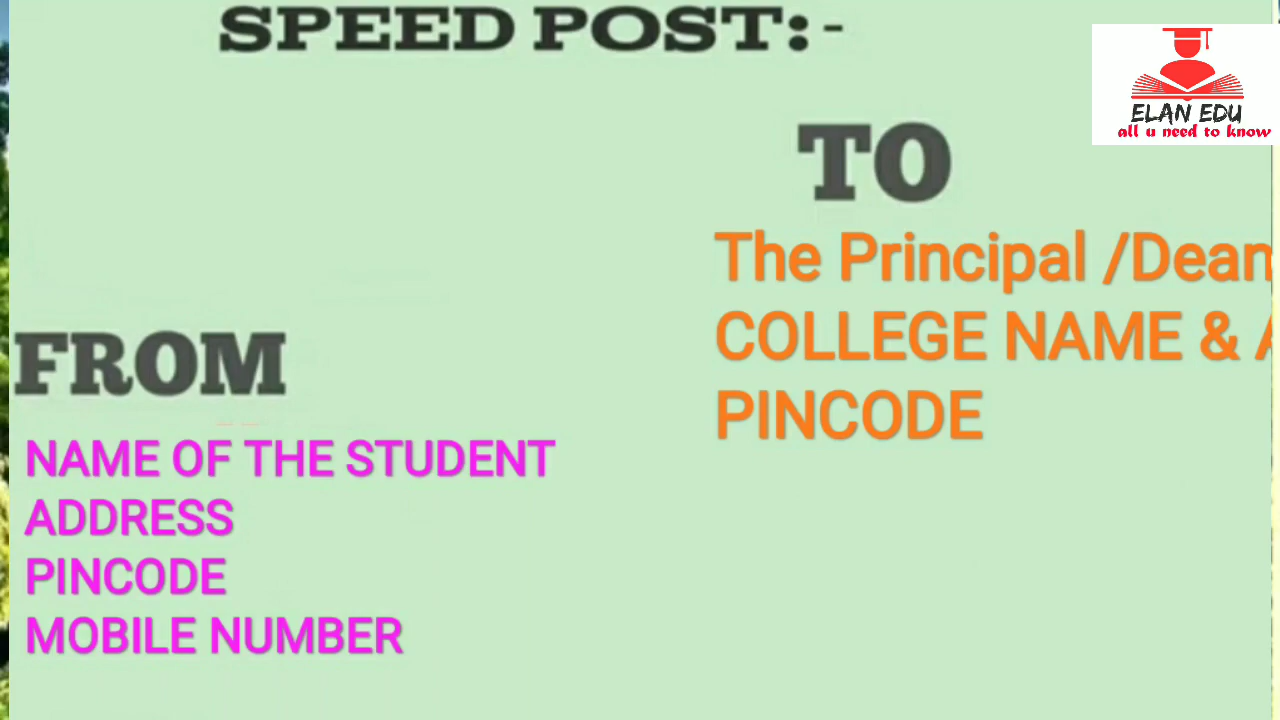 SPEED POST:-
ELAN EDU
all u need to know
TO
The Principal /Dean
COLLEGE NAME &
PINCODE
FROM
NAME OF THE STUDENT
ADDRESS
PINCODE
MOBILE NUMBER